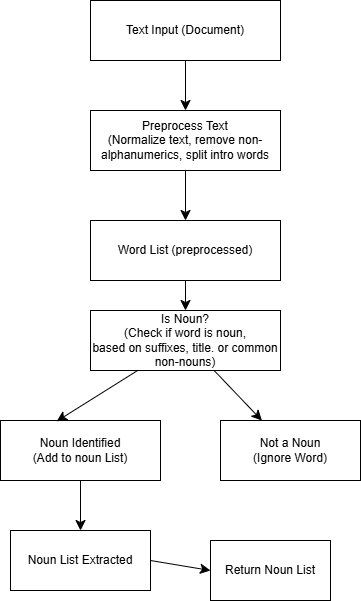 Text Input (Document)
Preprocess Text
(Normalize text, remove non-
alphanumerics, split intro words
Word List (preprocessed)
Is Noun?
(Check if word is noun,
based on suffixes, title. or common
non-nouns)
Noun Identified
(Add to noun List)
Not a Noun
(Ignore Word)
Noun List Extracted
Return Noun List